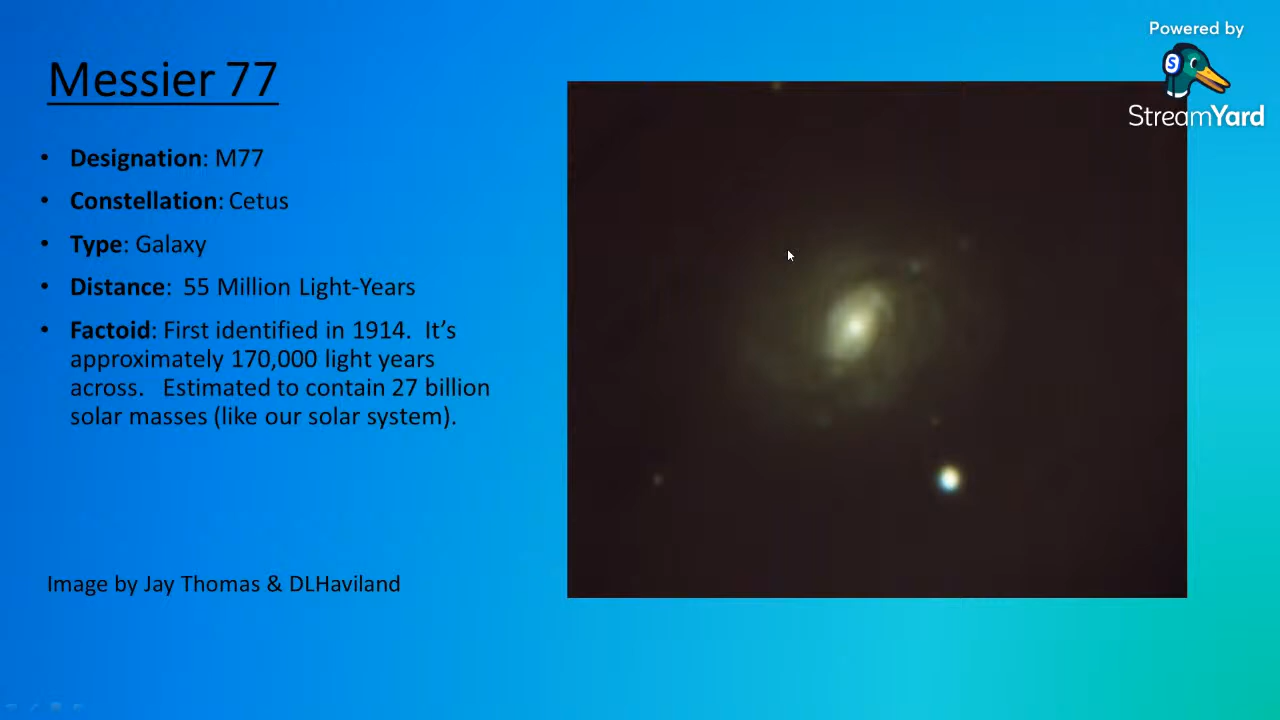 Powered by
StreamYard
Messier 77
• Designation: M77
• Constellation: Cetus
• Type: Galaxy
• Distance: 55 Million Light-Years
• Factoid: First identified in 1914. It's
approximately 170,000 light years
across. Estimated to contain 27 billion
solar masses (like our solar system).
Image by Jay Thomas & DLHaviland